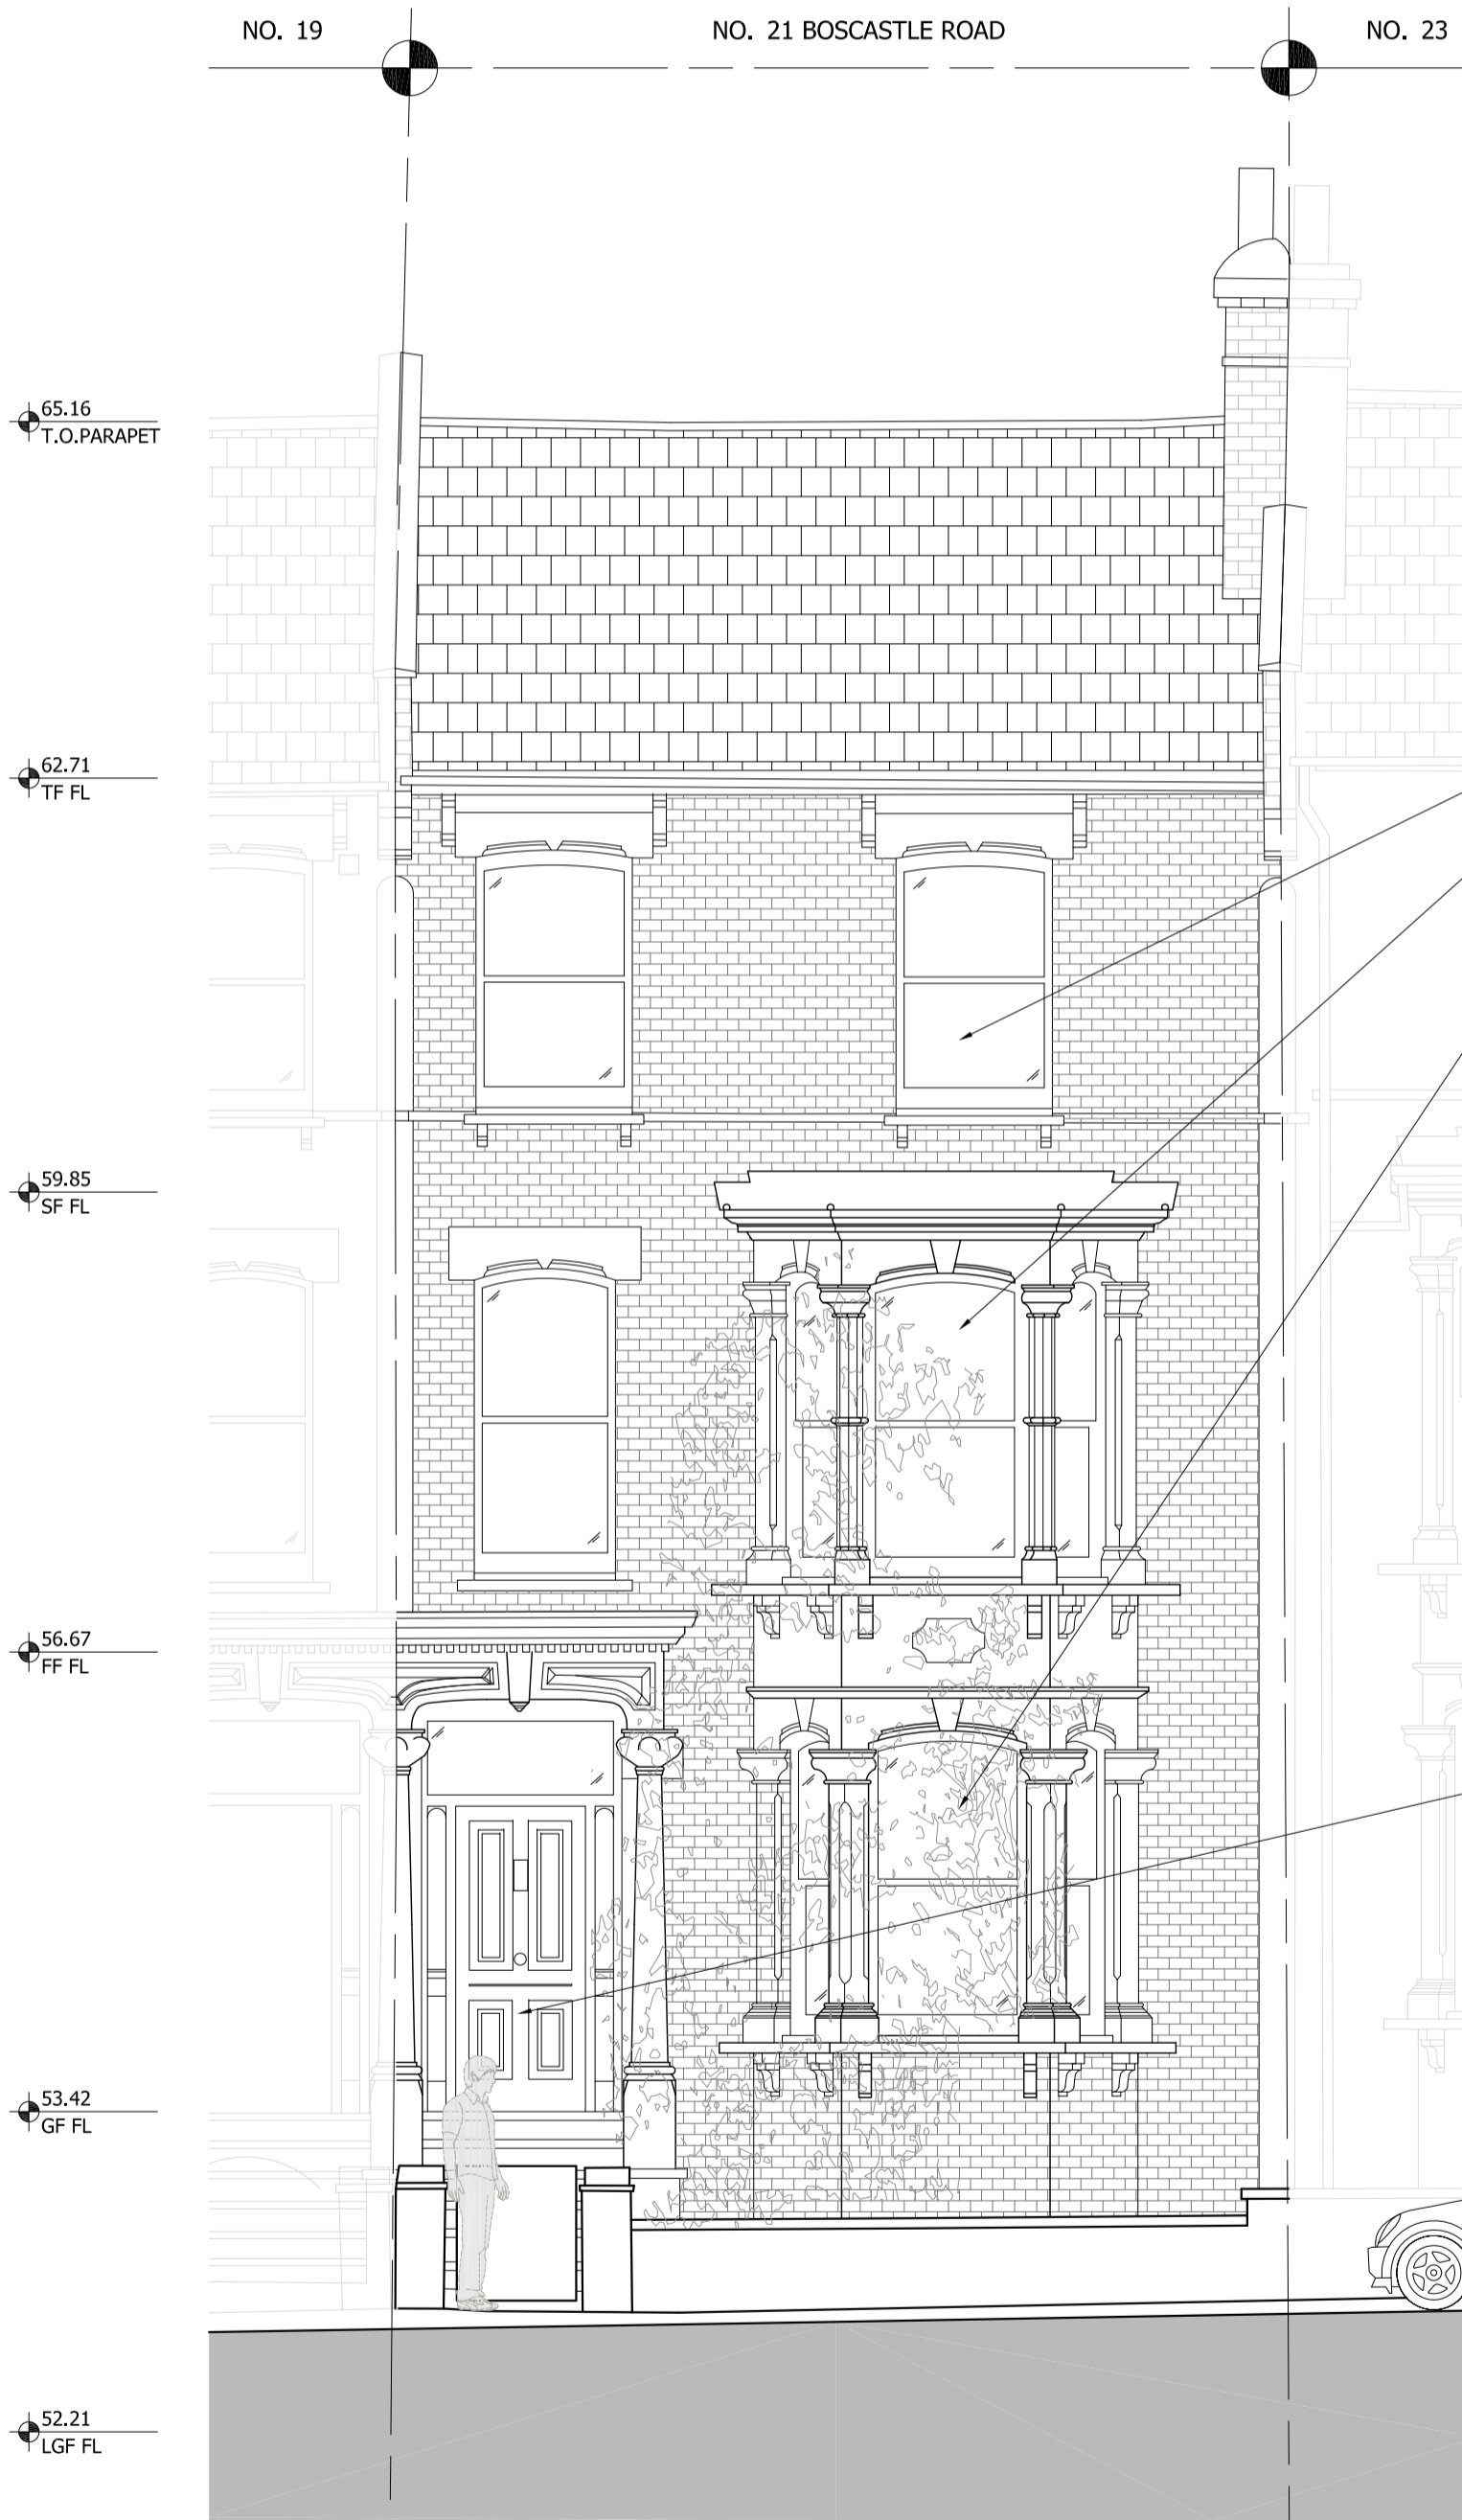 NO. 19
NO. 21 BOSCASTLE ROAD
NO. 23
65.16
T.O.PARAPET
62.71
TF FL
59.85
SF FL
56.67
FF FL
53.42
GF FL
52.21
LGF FL